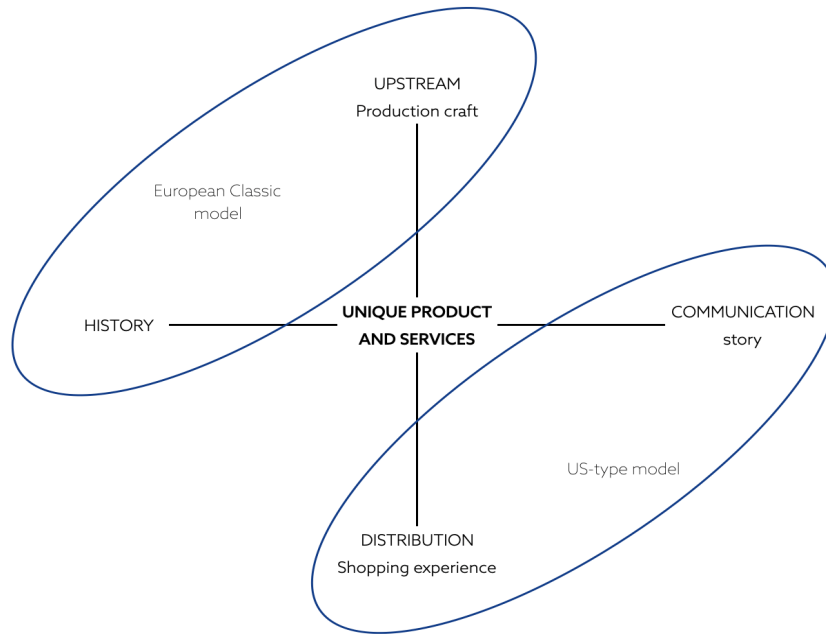 UPSTREAM
Production craft
European Classic
model
HISTORY
UNIQUE PRODUCT
AND SERVICES
COMMUNICATION
story
US-type model
DISTRIBUTION
Shopping experience